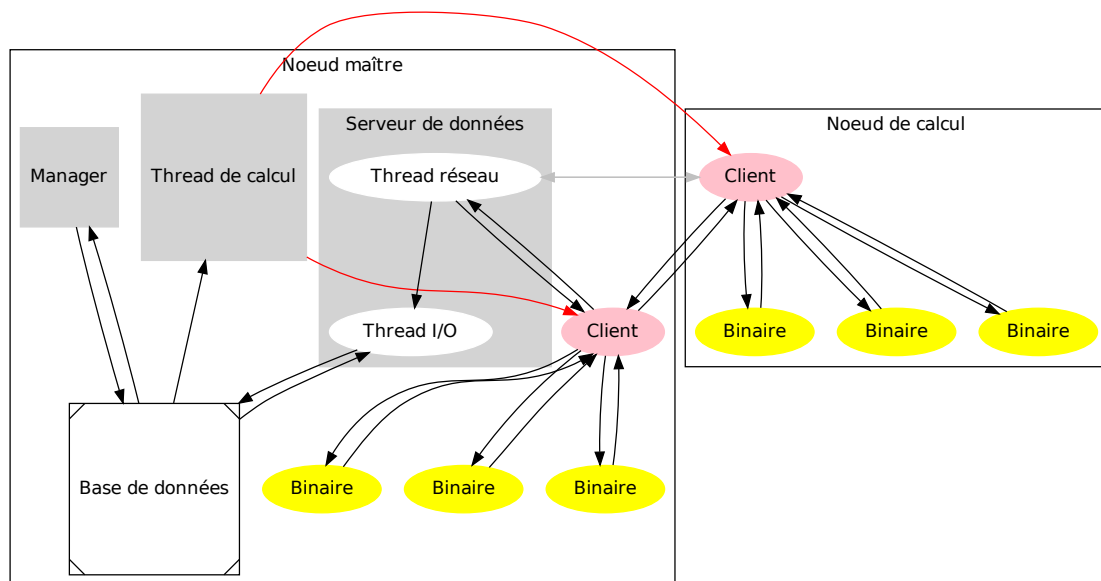 Noeud maître
Manager
Thread de calcul
Serveur de données
Thread réseau
Thread I/O
Client
Base de données
Binaire
Binaire
Binaire
Noeud de calcul
Client
Binaire
Binaire
Binaire